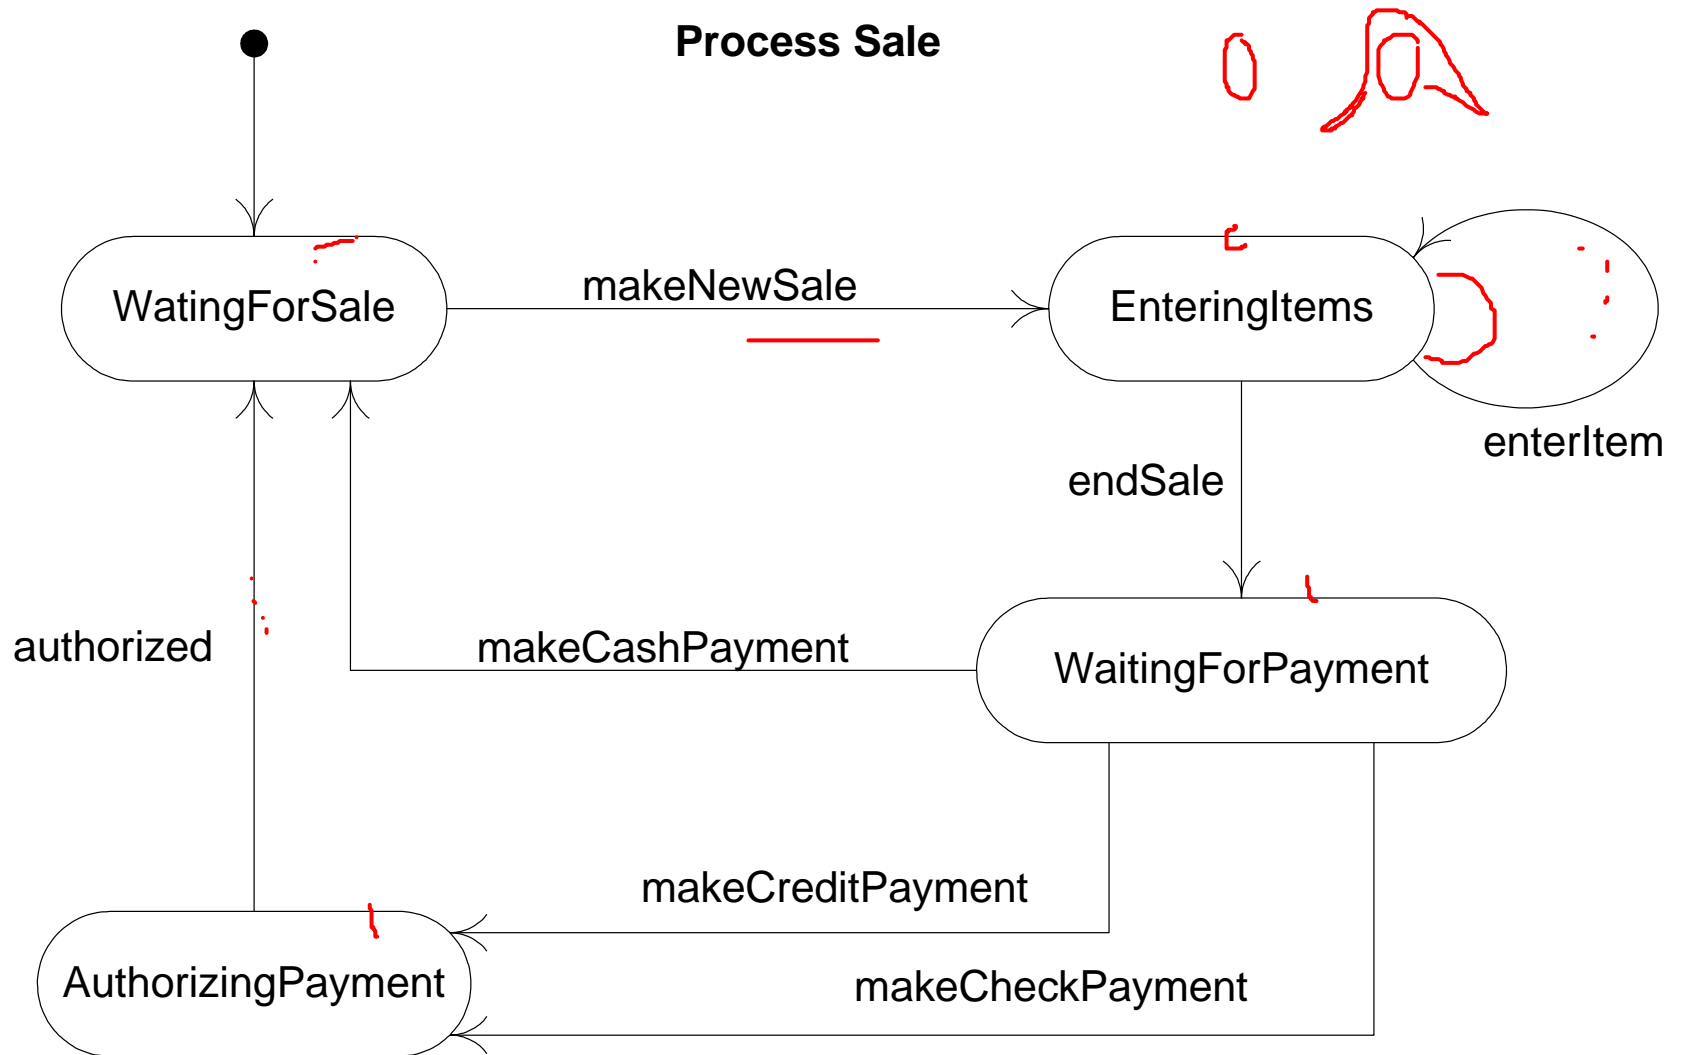 Process Sale
WatingForSale
makeNewSale
EnteringItems
enterItem
endSale
authorized
makeCashPayment
WaitingForPayment
makeCreditPayment
AuthorizingPayment
makeCheckPayment